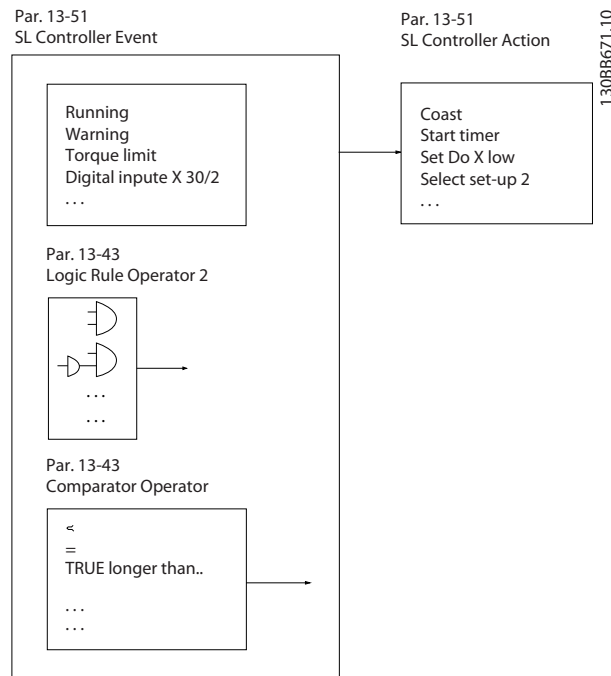 Par. 13-51
SL Controller Event
Par. 13-51
SL Controller Action
130BB671.10
Running
Warning
Torque limit
Digital inpute X 30/2
. . .
Coast
Start timer
Set Do X low
Select set-up 2
. . .
Par. 13-43
Logic Rule Operator 2
. . .
. . .
Par. 13-43
Comparator Operator
=
TRUE longer than..
. . .
. . .